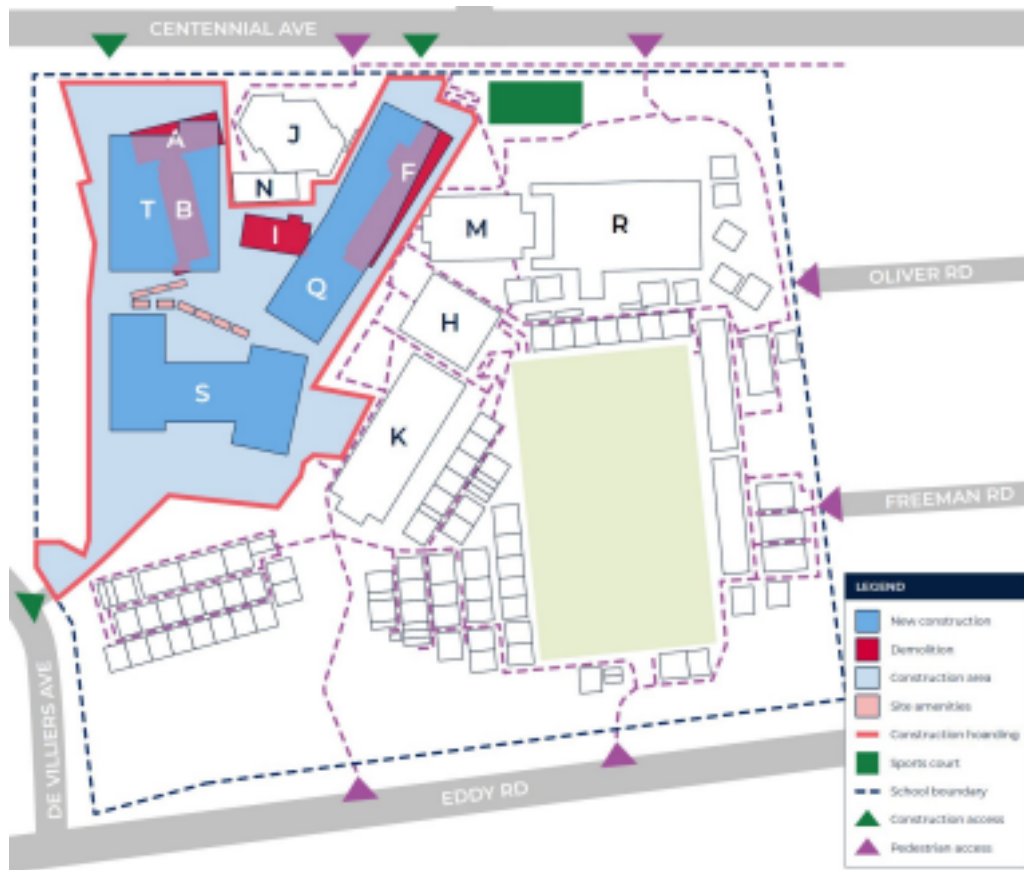 CENTENNIAL AVE
A
J
F
N
T
B
M
R
I
OLIVER RD
Q
H
S
K
FREEMAN RD
DE VILLIERS AVE
EDDY RD
LEGEND
New construction
Demolition
Construction area
Site amenities
Construction hoarding
Sports court
School boundary
Construction access
Pedestrian access